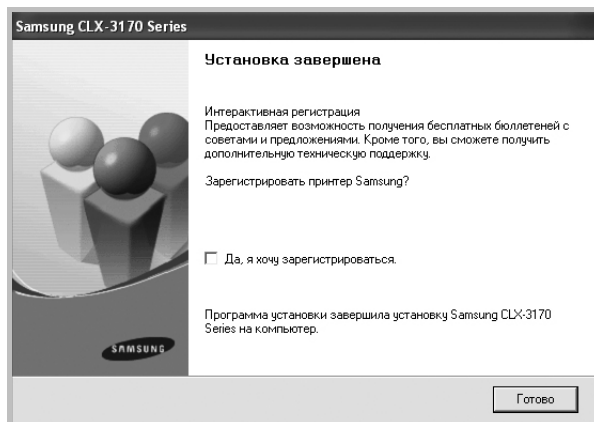 Samsung CLX-3170 Series
Установка завершена
Интерактивная регистрация
Предоставляет возможность получения бесплатных бюллетеней с
советами и предложениями. Кроме того, вы сможете получить
дополнительную техническую поддержку.
Зарегистрировать принтер Samsung?
Да, я хочу зарегистрироваться.
Программа установки завершила установку Samsung CLX-3170
Series на компьютер.
SAMSUNG
Готово